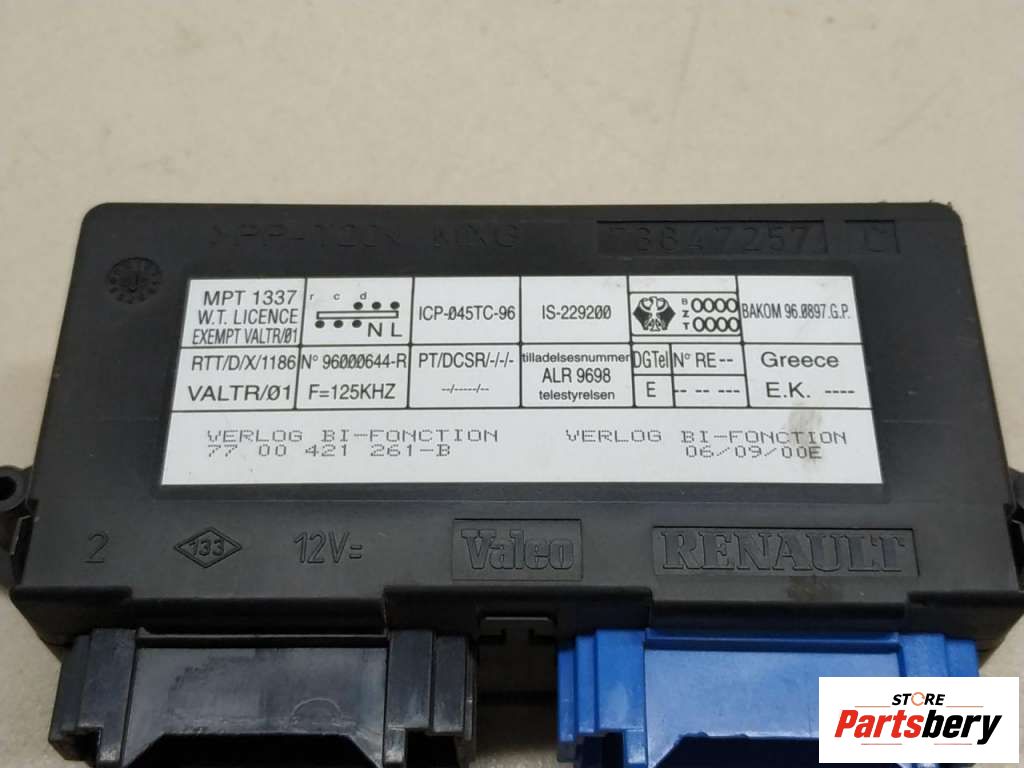 73847257 C
MPT 1337
W.T. LICENCE
EXEMPT VALTR/01
r c d
N L
ICP-045TC-96
IS-229200
B Z T
0000
0000
BAKOM 96.0897.G.P.
RTT/D/X/1186
VALTR/01
N° 96000644-R
F=125KHZ
PT/DCSR/-/-/-
--/-----/--
tilladelsesnummer
ALR 9698
telestyrelsen
DGTel
E
N° RE--
-- -- ---
Greece
E.K. ----
VERLOG BI-FONCTION
77 00 421 261-B
VERLOG BI-FONCTION
06/09/00E
2 133 12V= Valeo RENAULT
STORE
Partsbery